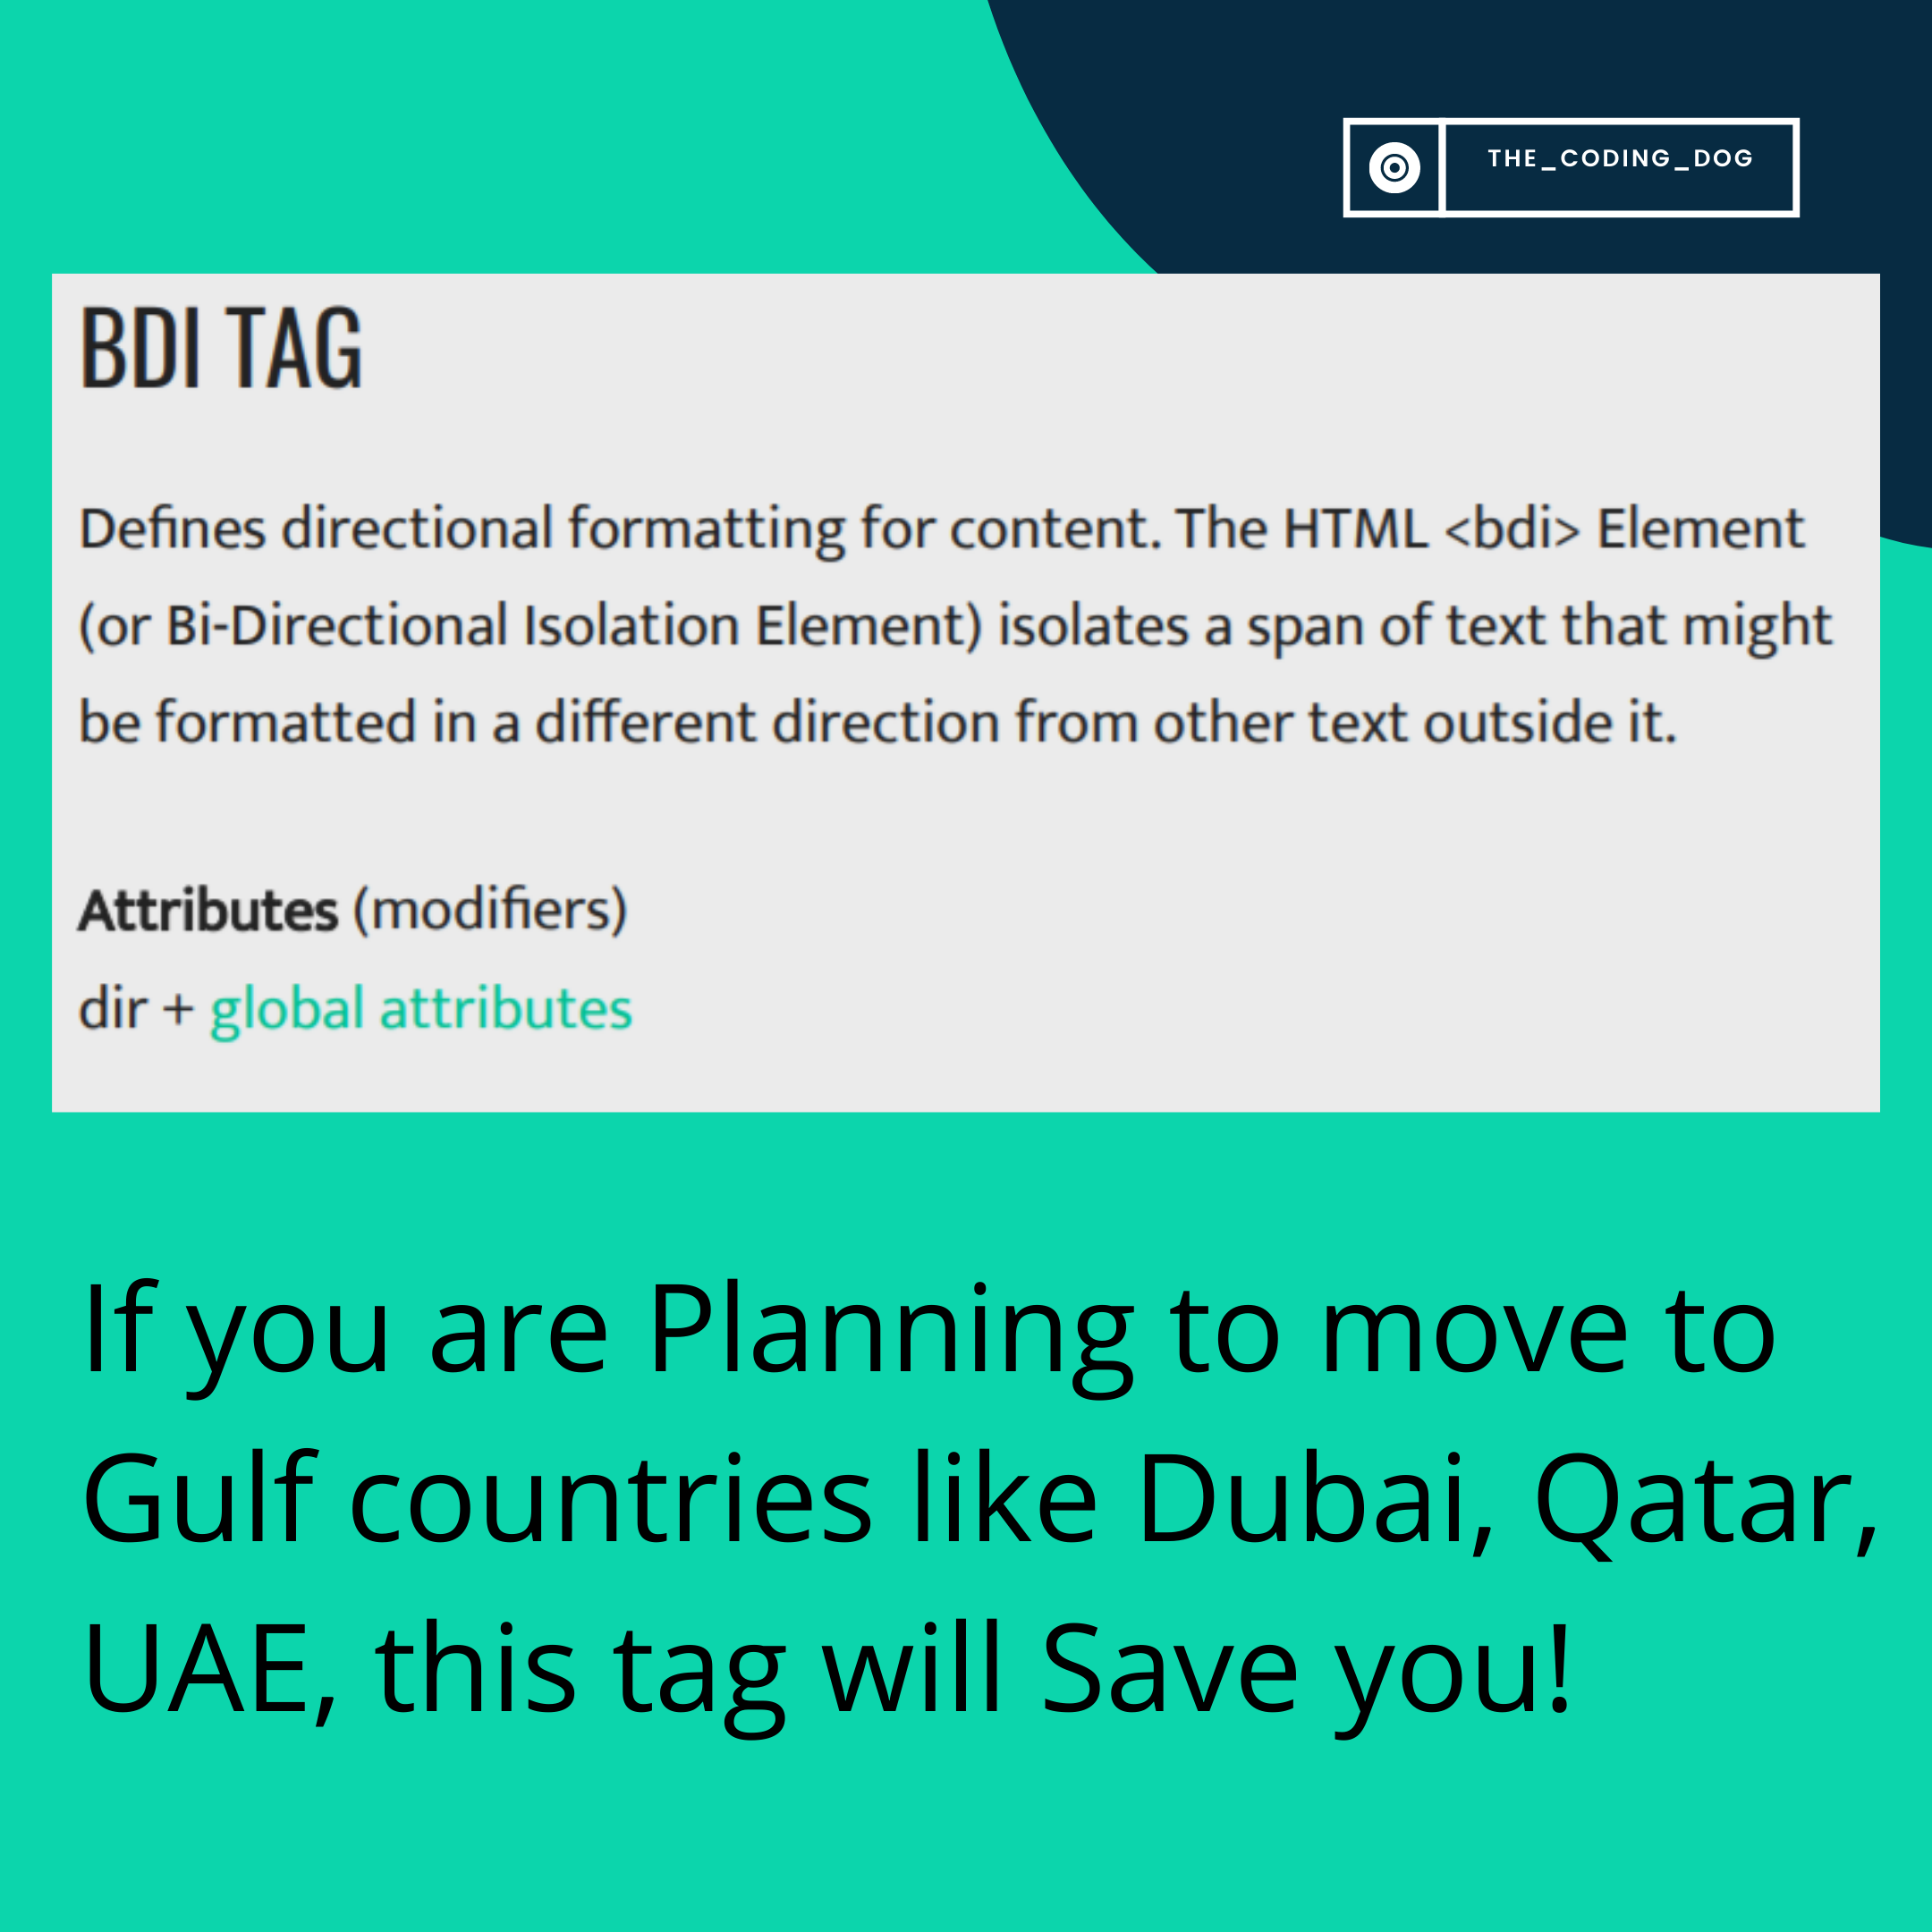 THE_CODING_DOG
BDI TAG
Defines directional formatting for content. The HTML <bdi> Element
(or Bi-Directional Isolation Element) isolates a span of text that might
be formatted in a different direction from other text outside it.
Attributes (modifiers)
dir + global attributes
If you are Planning to move to
Gulf countries like Dubai, Qatar,
UAE, this tag will Save you!